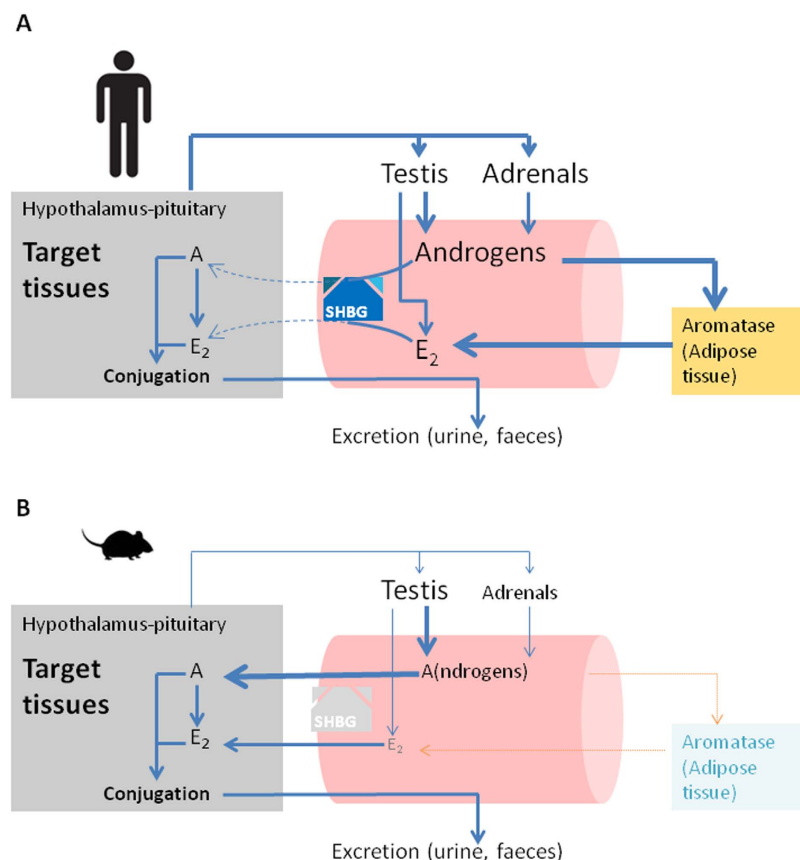 A
Testis Adrenals
Hypothalamus-pituitary
Target
tissues
A
Androgens
SHBG
E2
E2
Aromatase
(Adipose
tissue)
Conjugation
Excretion (urine, faeces)
B
Testis Adrenals
Hypothalamus-pituitary
Target
tissues
A
A(ndrogens)
SHBG
E2
E2
Aromatase
(Adipose
tissue)
Conjugation
Excretion (urine, faeces)